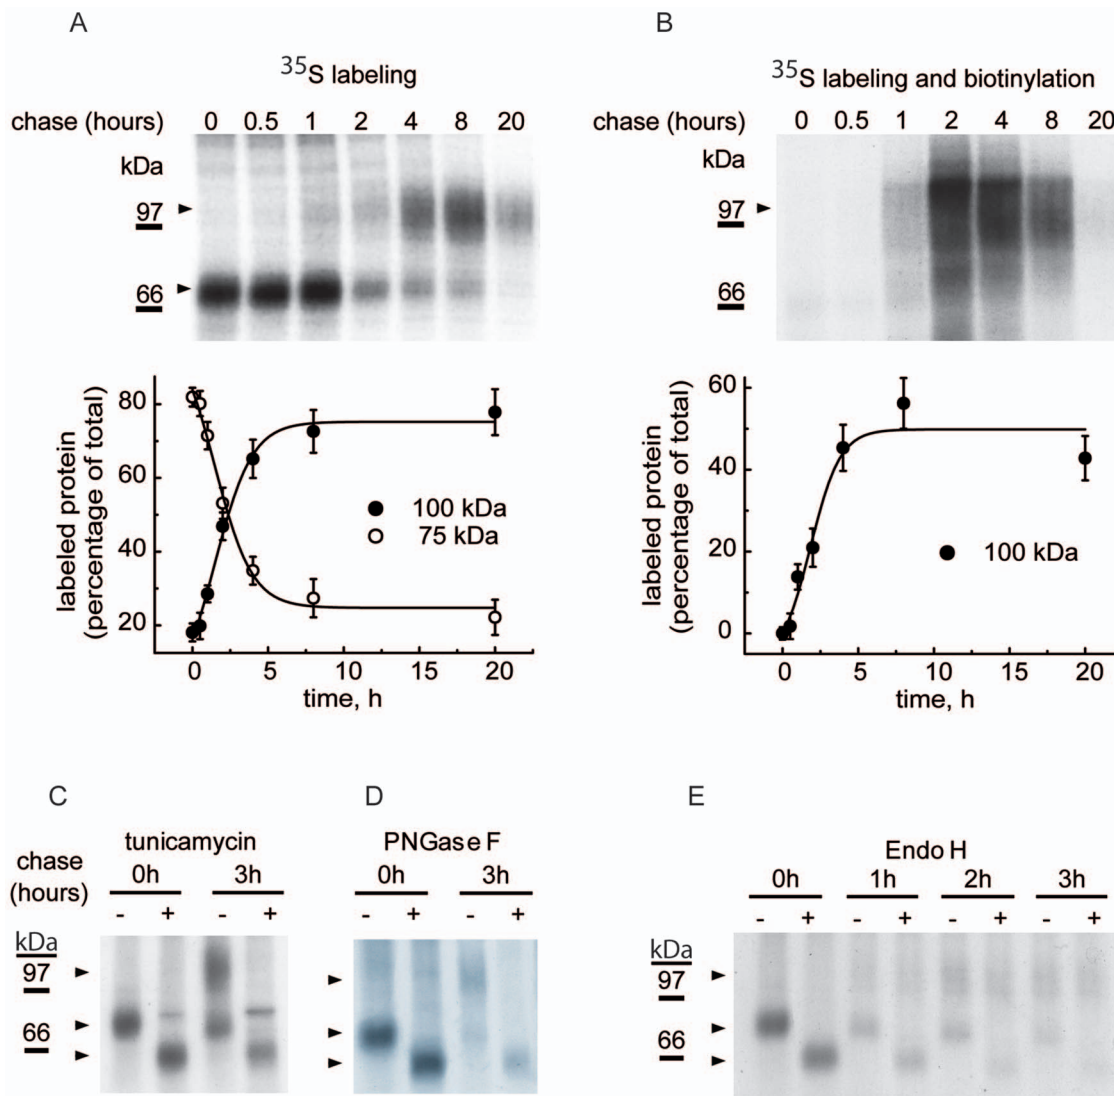 A
35S labeling
chase (hours) 0 0.5 1 2 4 8 20
kDa
97
66
labeled protein
(percentage of total)
80
60
40
20
100 kDa
75 kDa
0 5 10 15 20
time, h
B
35S labeling and biotinylation
chase (hours) 0 0.5 1 2 4 8 20
kDa
97
66
labeled protein
(percentage of total)
60
40
20
0
100 kDa
0 5 10 15 20
time, h
C
tunicamycin
chase
(hours)
0h 3h
- + - +
kDa
97
66
D
PNGase F
0h 3h
- + - +
E
Endo H
0h 1h 2h 3h
- + - + - + - +
kDa
97
66